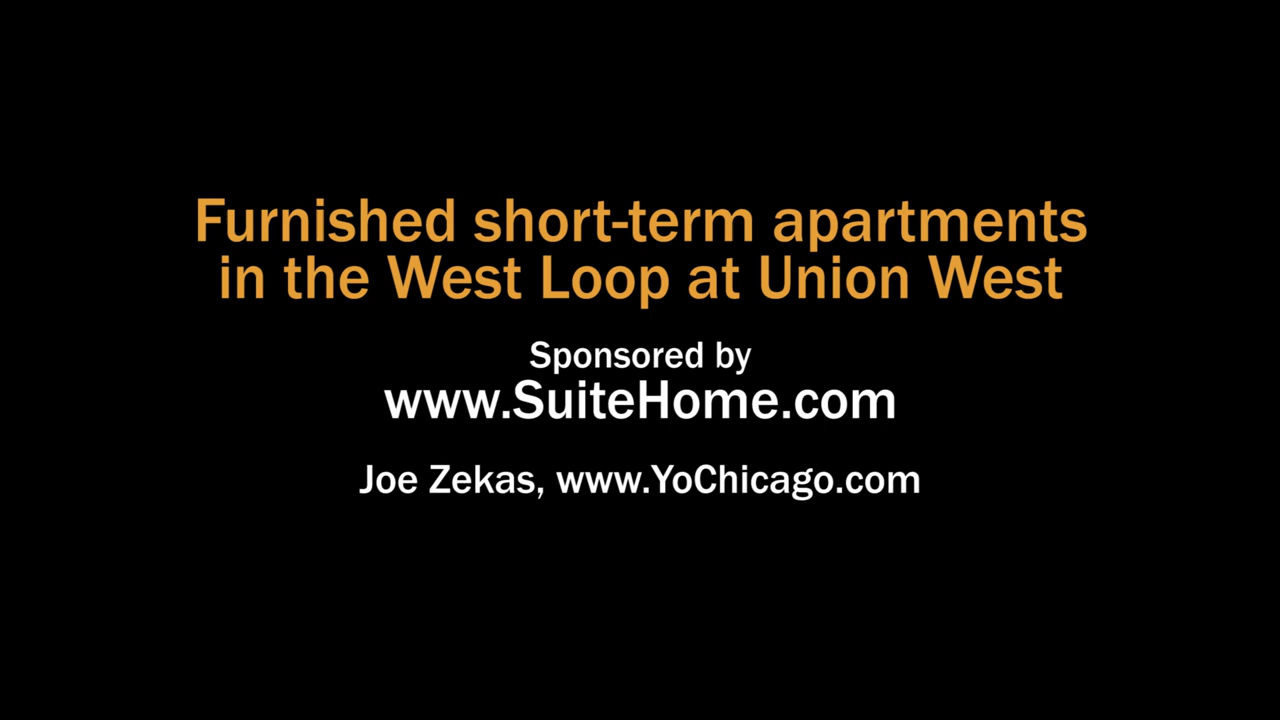 Furnished short-term apartments
in the West Loop at Union West
Sponsored by
www.SuiteHome.com
Joe Zekas, www.YoChicago.com